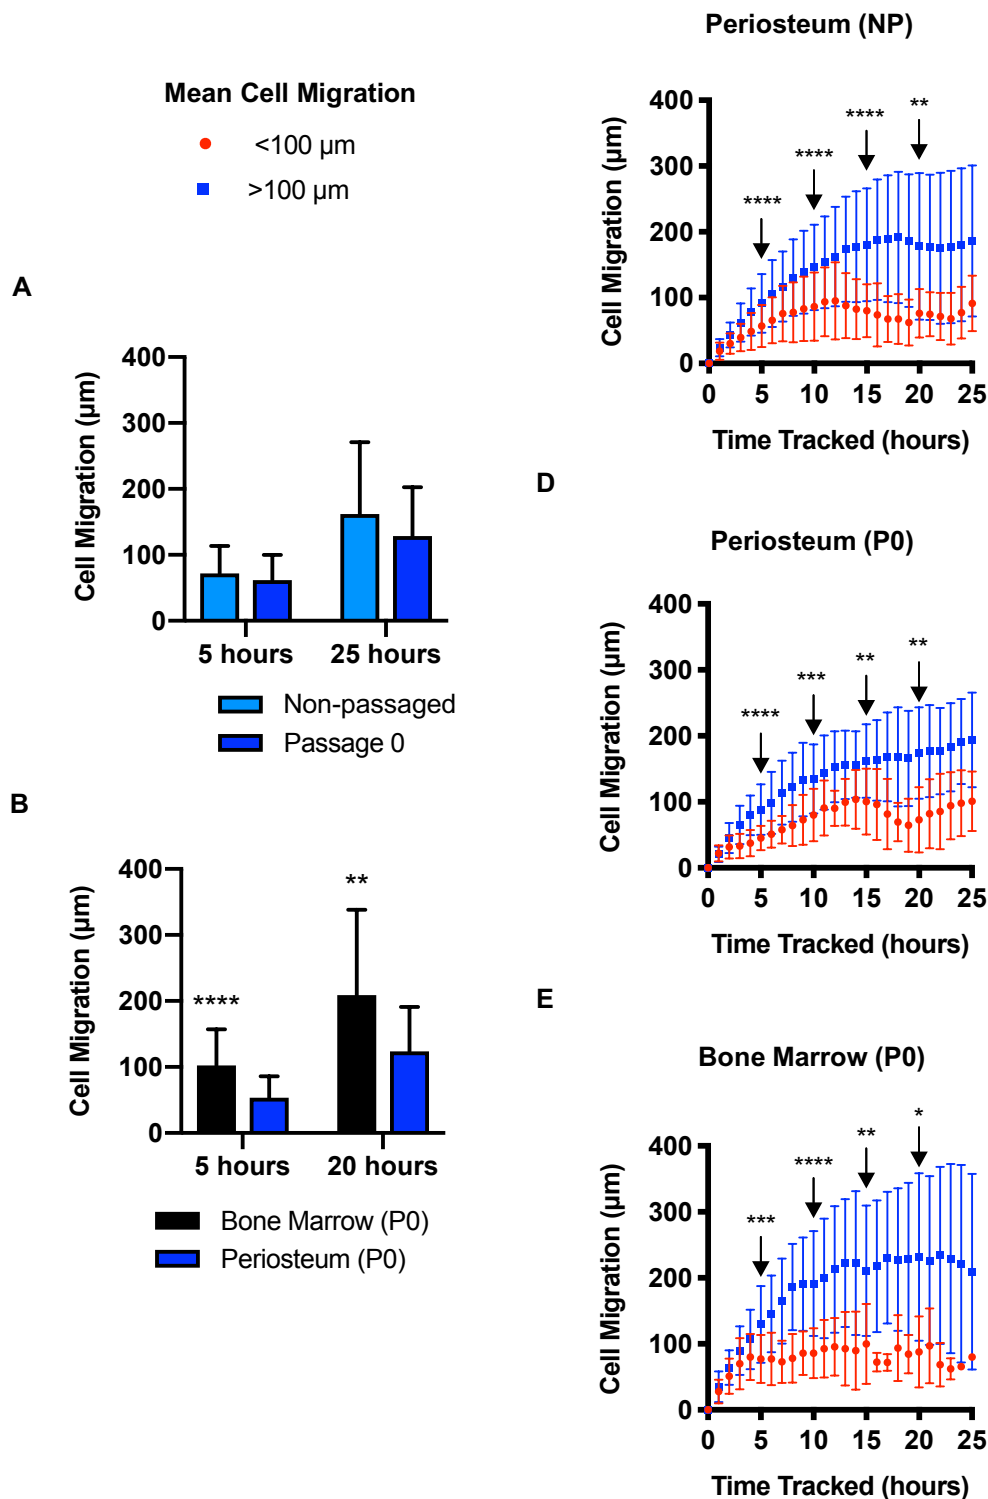 Mean Cell Migration
<100 µm
>100 µm
A
Cell Migration (µm)
400
300
200
100
0
5 hours
25 hours
Non-passaged
Passage 0
B
Cell Migration (µm)
400
300
200
100
0
****
**
5 hours
20 hours
Bone Marrow (P0)
Periosteum (P0)
Periosteum (NP)
Cell Migration (µm)
400
300
200
100
0
****
****
****
**
0 5 10 15 20 25
Time Tracked (hours)
D
Periosteum (P0)
Cell Migration (µm)
400
300
200
100
0
****
***
**
**
0 5 10 15 20 25
Time Tracked (hours)
E
Bone Marrow (P0)
Cell Migration (µm)
400
300
200
100
0
***
****
**
*
0 5 10 15 20 25
Time Tracked (hours)